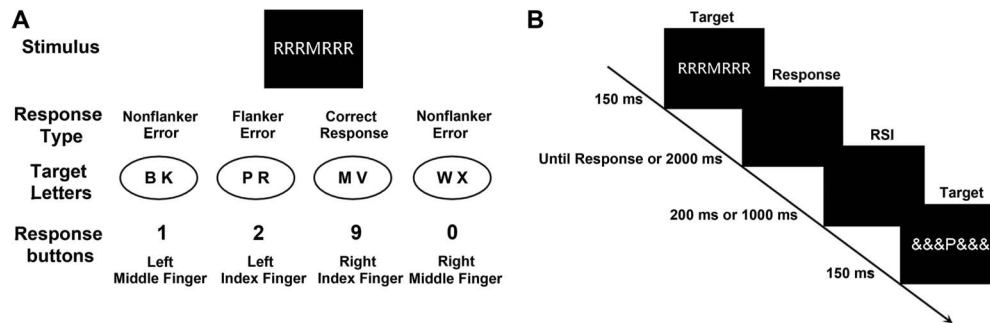 A
Stimulus
RRRMRRR
Response Type
Nonflanker Error
Flanker Error
Correct Response
Nonflanker Error
Target Letters
B K
P R
M V
W X
Response buttons
1
2
9
0
Left Middle Finger
Left Index Finger
Right Index Finger
Right Middle Finger
B
Target
RRRMRRR
150 ms
Response
Until Response or 2000 ms
RSI
200 ms or 1000 ms
Target
&&&P&&&
150 ms